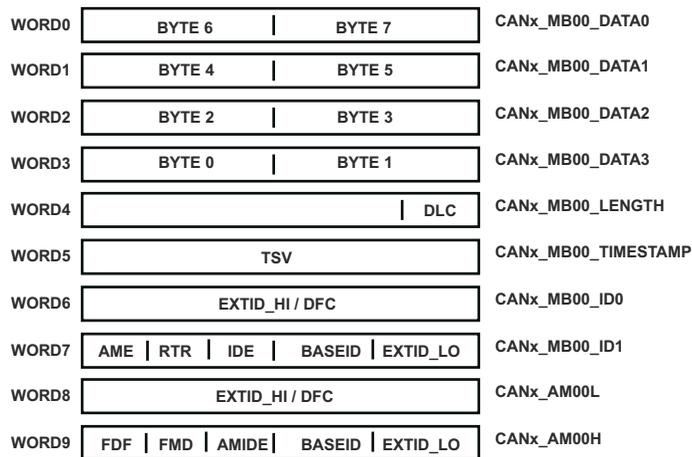 WORD0 BYTE 6 BYTE 7 CANx_MB00_DATA0
WORD1 BYTE 4 BYTE 5 CANx_MB00_DATA1
WORD2 BYTE 2 BYTE 3 CANx_MB00_DATA2
WORD3 BYTE 0 BYTE 1 CANx_MB00_DATA3
WORD4 DLC CANx_MB00_LENGTH
WORD5 TSV CANx_MB00_TIMESTAMP
WORD6 EXTID_HI / DFC CANx_MB00_ID0
WORD7 AME RTR IDE BASEID EXTID_LO CANx_MB00_ID1
WORD8 EXTID_HI / DFC CANx_AM00L
WORD9 FDF FMD AMIDE BASEID EXTID_LO CANx_AM00H